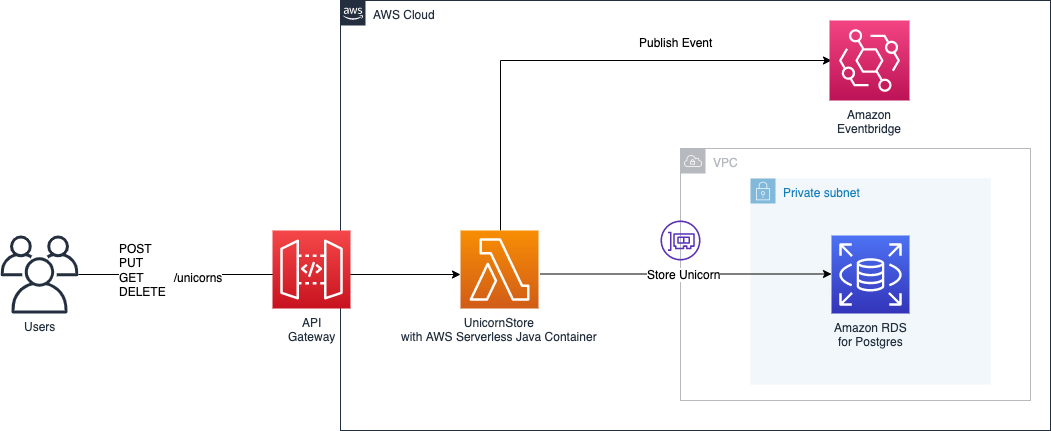 aws
AWS Cloud
Publish Event
Amazon
Eventbridge
VPC
Private subnet
POST
PUT
GET
DELETE
/unicorns
</>
Store Unicorn
Users
API
Gateway
UnicornStore
with AWS Serverless Java Container
Amazon RDS
for Postgres